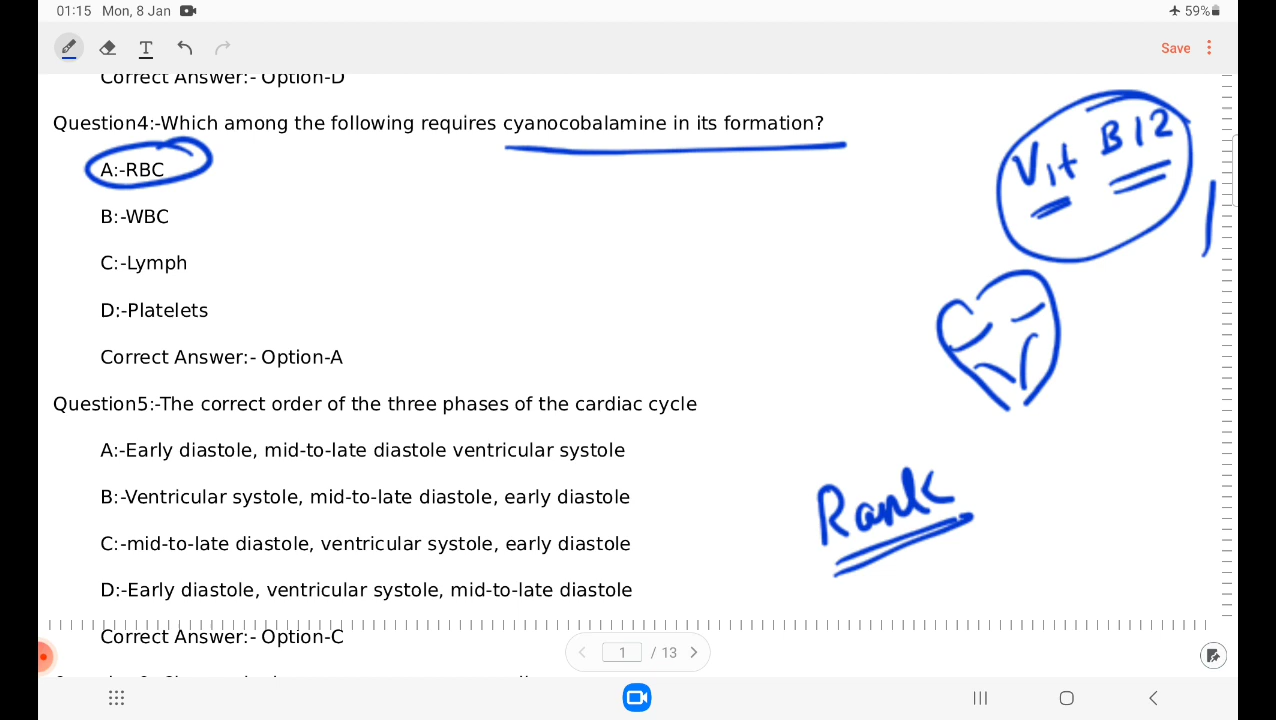 01:15 Mon, 8 Jan 59%
T Save
Correct Answer:- Option-D
Question4:-Which among the following requires cyanocobalamine in its formation?
A:-RBC
B:-WBC
C:-Lymph
D:-Platelets
Correct Answer:- Option-A
Vit B12
Question5:-The correct order of the three phases of the cardiac cycle
A:-Early diastole, mid-to-late diastole ventricular systole
B:-Ventricular systole, mid-to-late diastole, early diastole
C:-mid-to-late diastole, ventricular systole, early diastole
D:-Early diastole, ventricular systole, mid-to-late diastole
Rank
Correct Answer:- Option-C
1 / 13